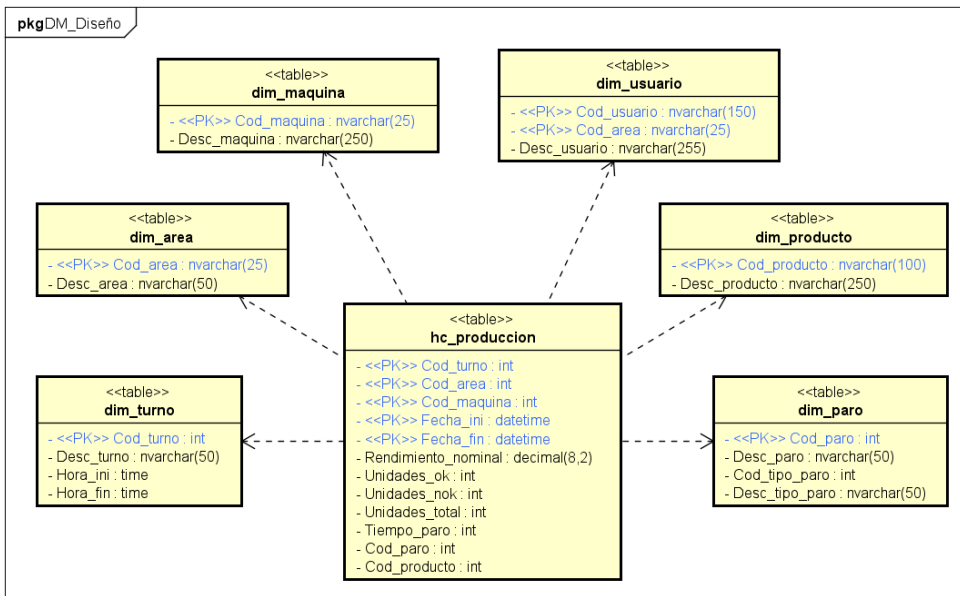 pkgDM_Diseño
<<table>>
dim_maquina
- <<PK>> Cod_maquina : nvarchar(25)
- Desc_maquina : nvarchar(250)
<<table>>
dim_usuario
- <<PK>> Cod_usuario : nvarchar(150)
- <<PK>> Cod_area : nvarchar(25)
- Desc_usuario : nvarchar(255)
<<table>>
dim_area
- <<PK>> Cod_area : nvarchar(25)
- Desc_area : nvarchar(50)
<<table>>
dim_producto
- <<PK>> Cod_producto : nvarchar(100)
- Desc_producto : nvarchar(250)
<<table>>
hc_produccion
- <<PK>> Cod_turno : int
- <<PK>> Cod_area : int
- <<PK>> Cod_maquina : int
- <<PK>> Fecha_ini : datetime
- <<PK>> Fecha_fin : datetime
- Rendimiento_nominal : decimal(8,2)
- Unidades_ok : int
- Unidades_nok : int
- Unidades_total : int
- Tiempo_paro : int
- Cod_paro : int
- Cod_producto : int
<<table>>
dim_turno
- <<PK>> Cod_turno : int
- Desc_turno : nvarchar(50)
- Hora_ini : time
- Hora_fin : time
<<table>>
dim_paro
- <<PK>> Cod_paro : int
- Desc_paro : nvarchar(50)
- Cod_tipo_paro : int
- Desc_tipo_paro : nvarchar(50)